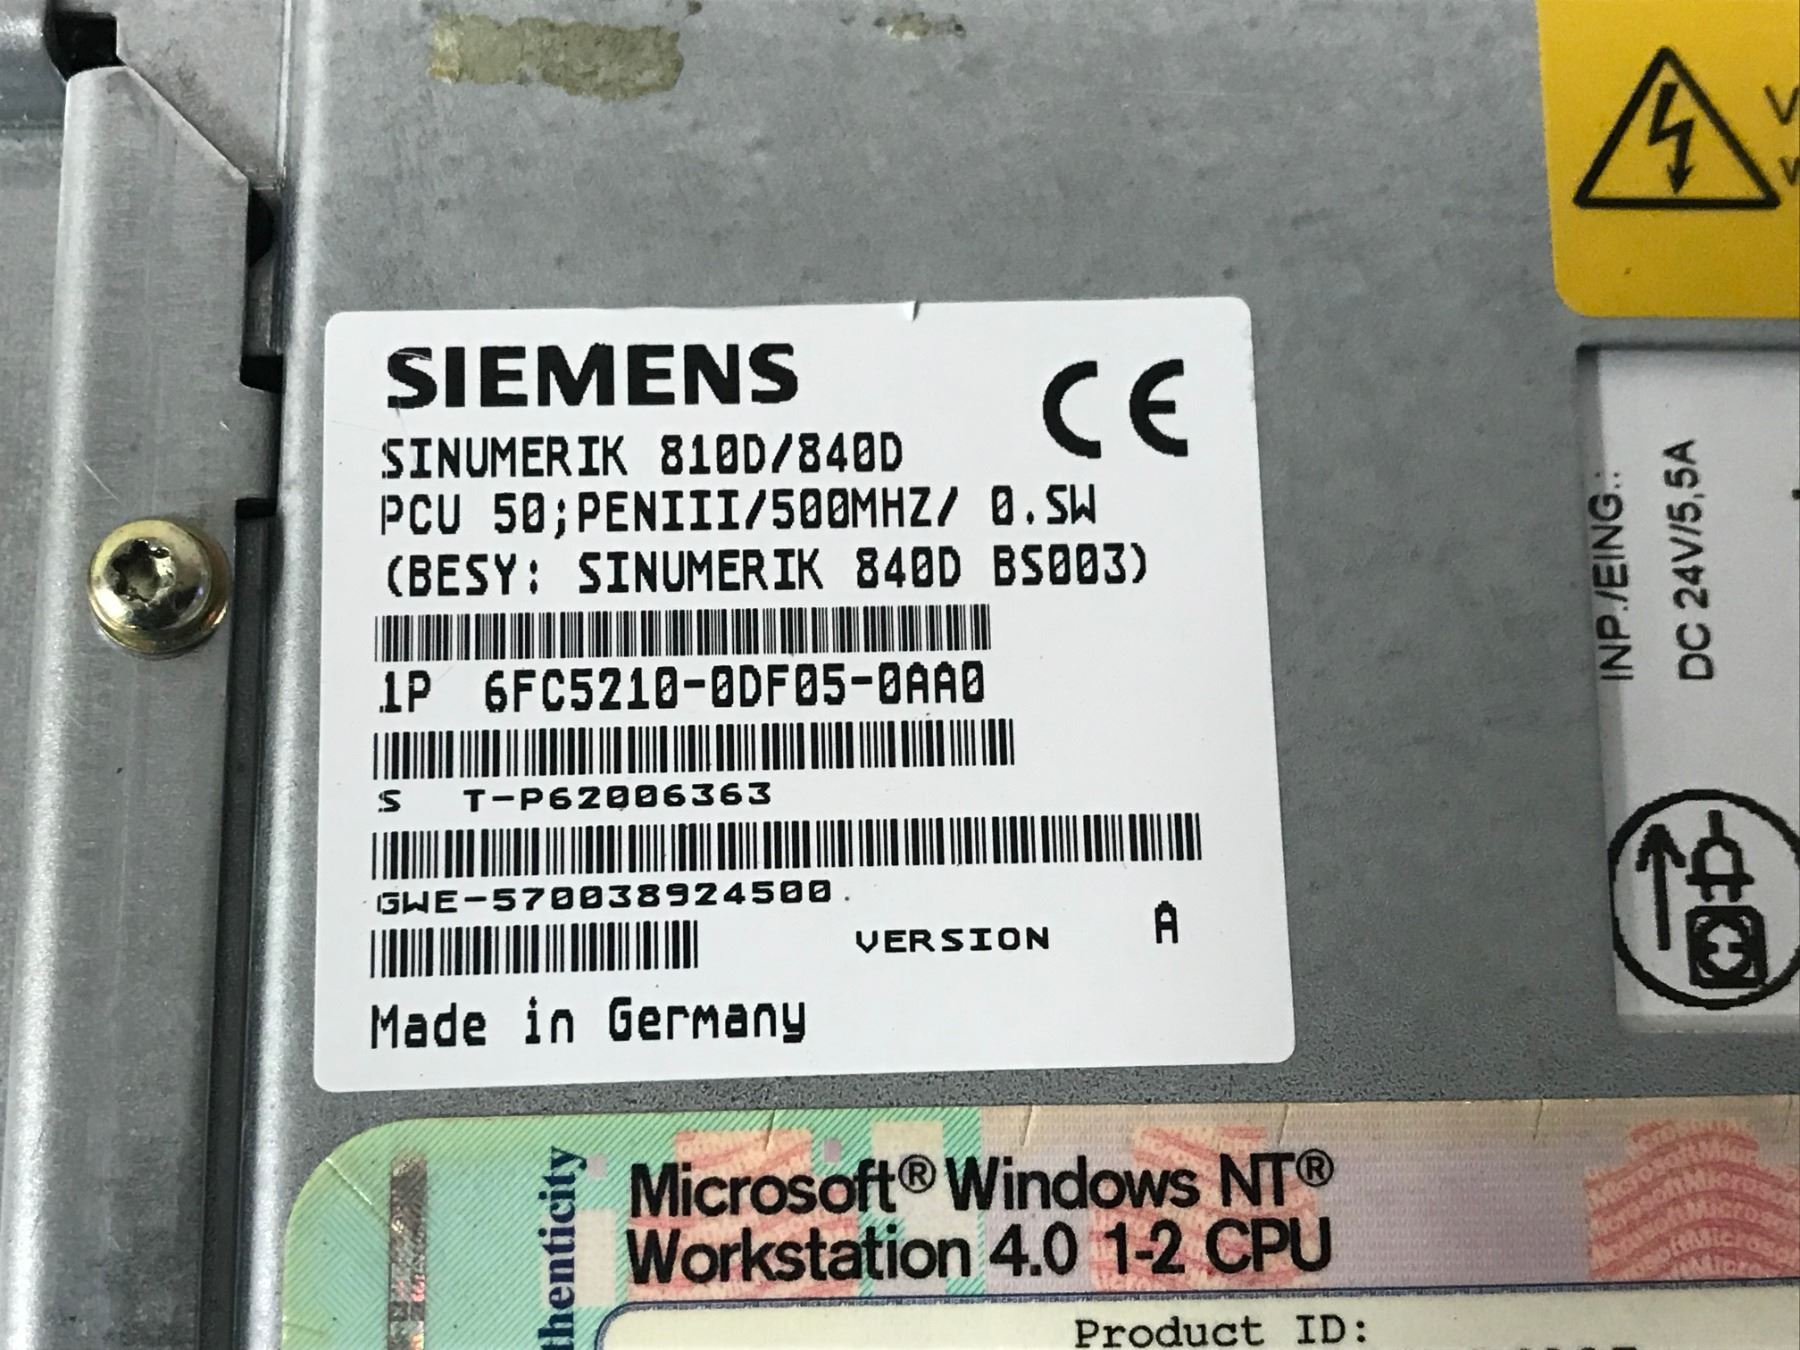 SIEMENS
CE
SINUMERIK 810D/840D
PCU 50;PENIII/500MHZ/ 0.SW
(BESY: SINUMERIK 840D BS003)
1P 6FC5210-0DF05-0AA0
S T-P62006363
GWE-570038924500
VERSION A
Made in Germany
INP./EING.:
DC 24V/5,5A
thenticity
Microsoft® Windows NT®
Workstation 4.0 1-2 CPU
Product ID: